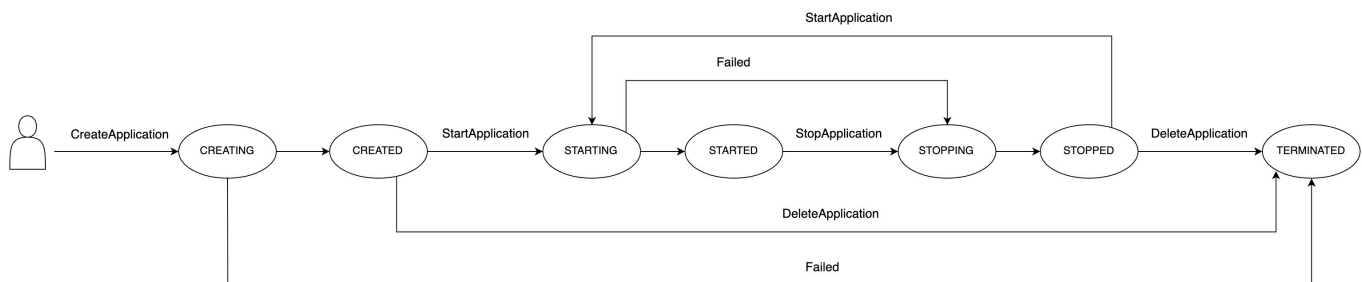 StartApplication
Failed
CreateApplication
CREATING
CREATED
StartApplication
STARTING
STARTED
StopApplication
STOPPING
STOPPED
DeleteApplication
TERMINATED
DeleteApplication
Failed